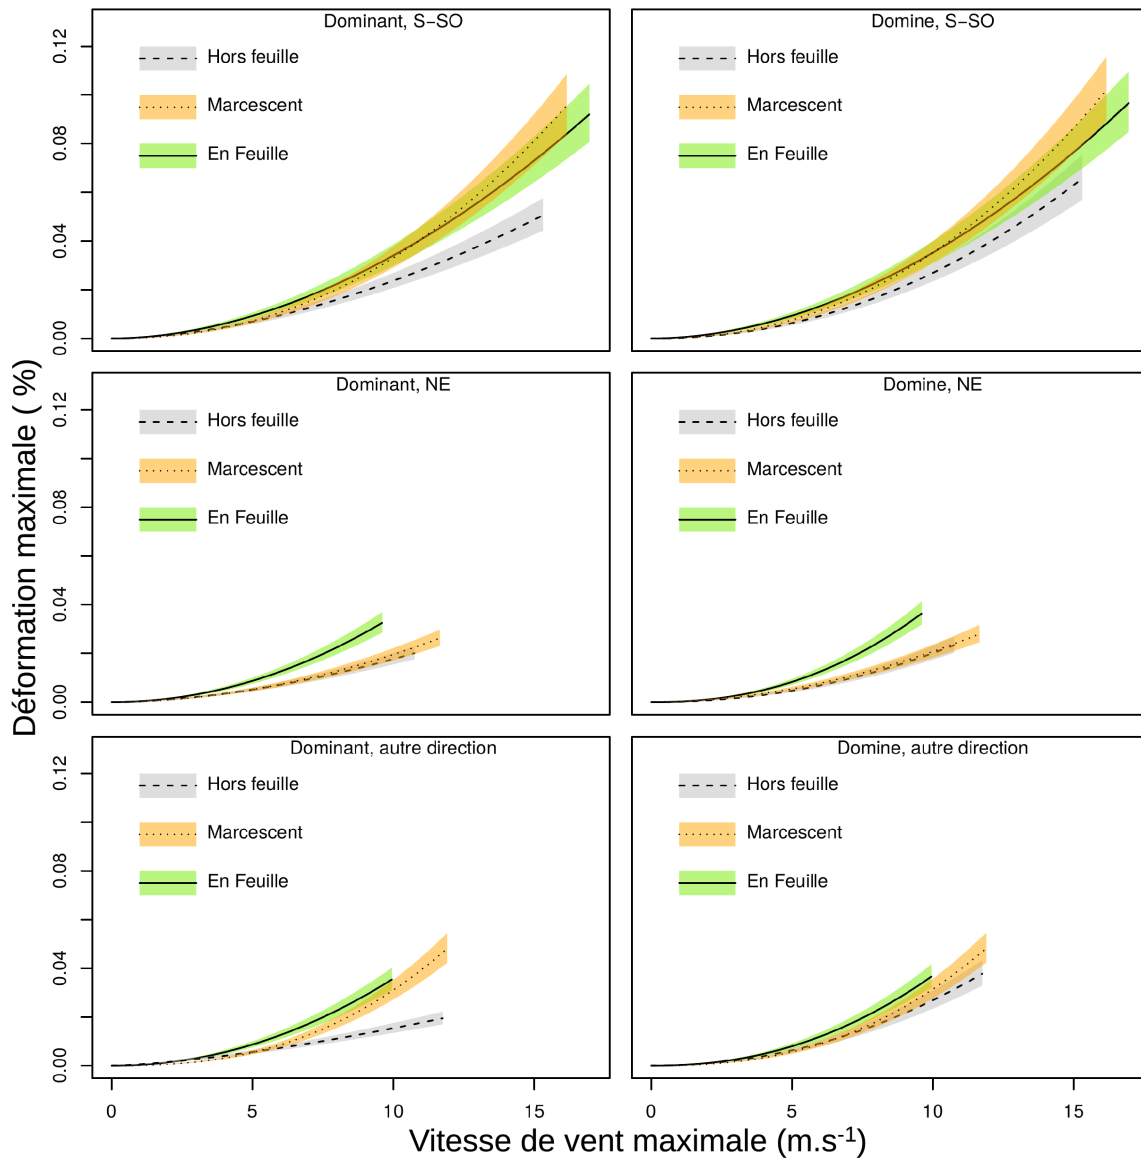 Dominant, S−SO
Hors feuille
Marcescent
En Feuille
0.00
0.04
0.08
0.12
Domine, S−SO
Hors feuille
Marcescent
En Feuille
Dominant, NE
Hors feuille
Marcescent
En Feuille
0.00
0.04
0.08
0.12
Domine, NE
Hors feuille
Marcescent
En Feuille
Dominant, autre direction
Hors feuille
Marcescent
En Feuille
0.00
0.04
0.08
0.12
0 5 10 15
Domine, autre direction
Hors feuille
Marcescent
En Feuille
0 5 10 15
Déformation maximale ( %)
Vitesse de vent maximale (m.s⁻¹)